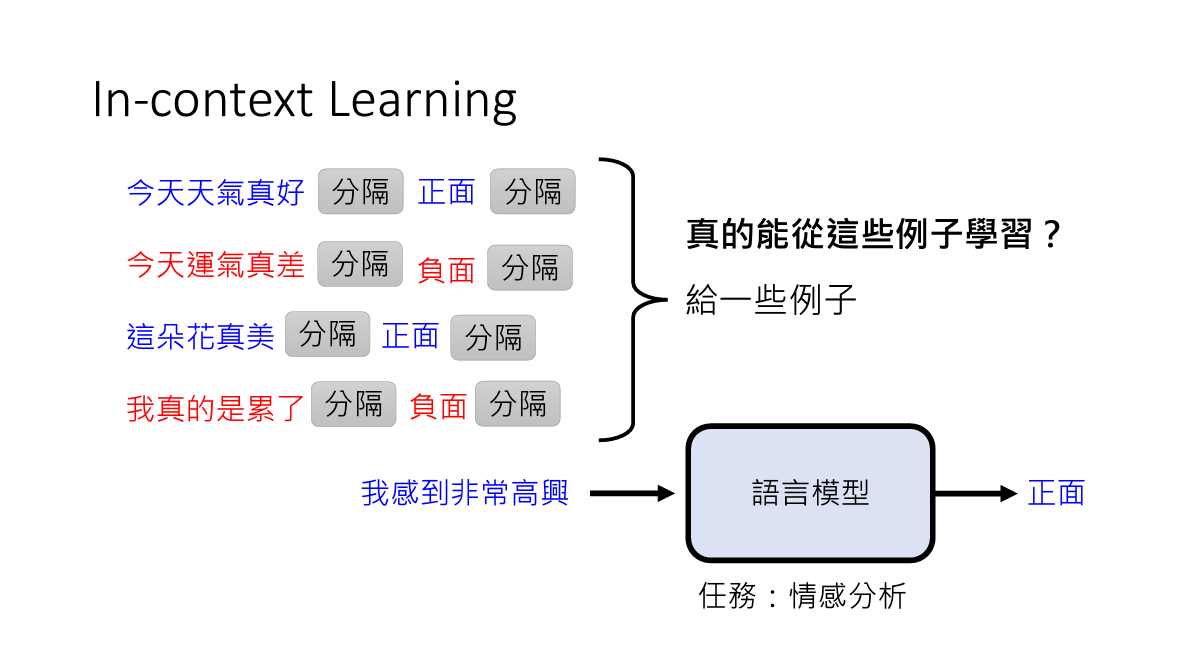 In-context Learning
今天天氣真好 分隔 正面 分隔
今天運氣真差 分隔 負面 分隔
這朵花真美 分隔 正面 分隔
我真的是累了 分隔 負面 分隔
真的能從這些例子學習？
給一些例子
我感到非常高興 語言模型 正面
任務：情感分析